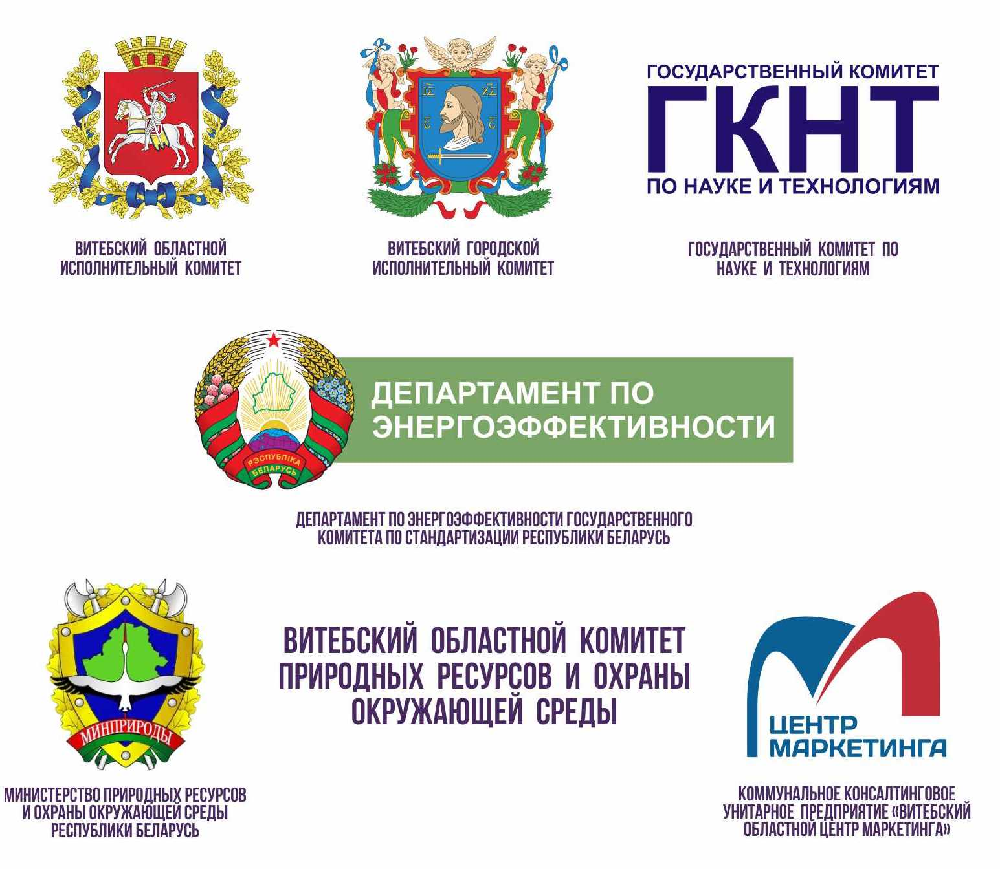 ГОСУДАРСТВЕННЫЙ КОМИТЕТ
ГКНТ
ПО НАУКЕ И ТЕХНОЛОГИЯМ
ВИТЕБСКИЙ ОБЛАСТНОЙ
ИСПОЛНИТЕЛЬНЫЙ КОМИТЕТ
ВИТЕБСКИЙ ГОРОДСКОЙ
ИСПОЛНИТЕЛЬНЫЙ КОМИТЕТ
ГОСУДАРСТВЕННЫЙ КОМИТЕТ ПО
НАУКЕ И ТЕХНОЛОГИЯМ
ДЕПАРТАМЕНТ ПО
ЭНЕРГОЭФФЕКТИВНОСТИ
РЭСПУБЛІКА
БЕЛАРУСЬ
ДЕПАРТАМЕНТ ПО ЭНЕРГОЭФФЕКТИВНОСТИ ГОСУДАРСТВЕННОГО
КОМИТЕТА ПО СТАНДАРТИЗАЦИИ РЕСПУБЛИКИ БЕЛАРУСЬ
МИНПРИРОДЫ
МИНИСТЕРСТВО ПРИРОДНЫХ РЕСУРСОВ
И ОХРАНЫ ОКРУЖАЮЩЕЙ СРЕДЫ
РЕСПУБЛИКИ БЕЛАРУСЬ
ВИТЕБСКИЙ ОБЛАСТНОЙ КОМИТЕТ
ПРИРОДНЫХ РЕСУРСОВ И ОХРАНЫ
ОКРУЖАЮЩЕЙ СРЕДЫ
ЦЕНТР
МАРКЕТИНГА
КОММУНАЛЬНОЕ КОНСАЛТИНГОВОЕ
УНИТАРНОЕ ПРЕДПРИЯТИЕ «ВИТЕБСКИЙ
ОБЛАСТНОЙ ЦЕНТР МАРКЕТИНГА»